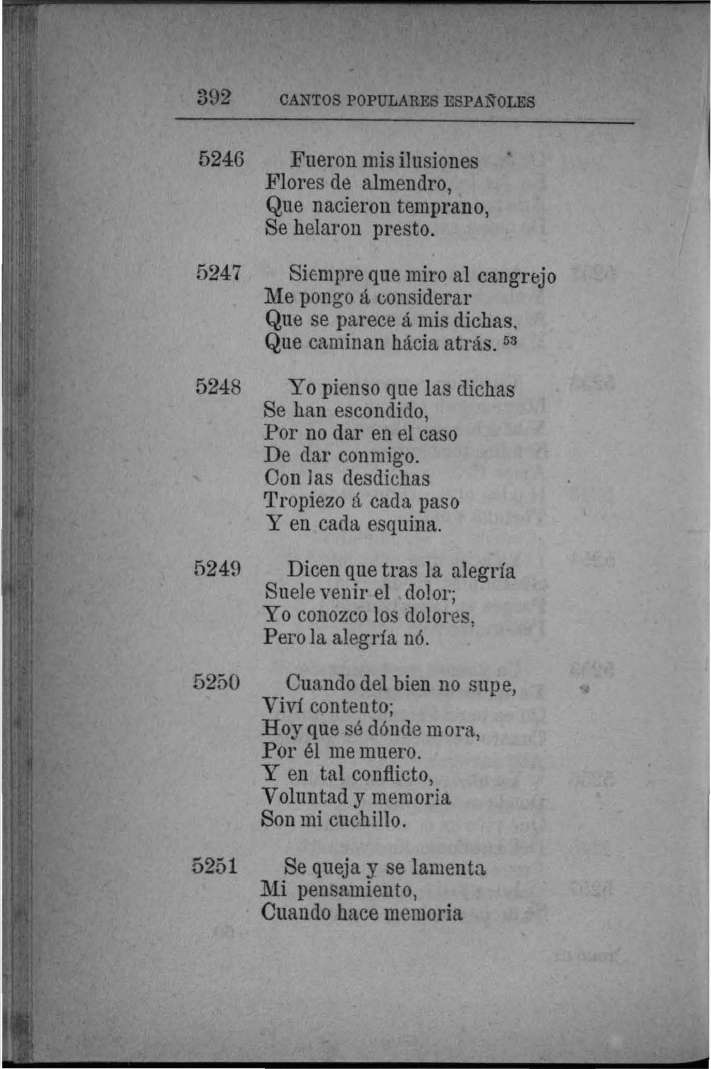 392 CANTOS POPULARES ESPAÑOLES
5246 Fueron mis ilusiones
Flores de almendro,
Que nacieron temprano,
Se helaron presto.
5247 Siempre que miro al cangrejo
Me pongo á considerar
Que se parece á mis dichas,
Que caminan hácia atrás. 53
5248 Yo pienso que las dichas
Se han escondido,
Por no dar en el caso
De dar conmigo.
Con las desdichas
Tropiezo á cada paso
Y en cada esquina.
5249 Dicen que tras la alegría
Suele venir el dolor;
Yo conozco los dolores,
Pero la alegría nó.
5250 Cuando del bien no supe,
Viví contento;
Hoy que sé dónde mora,
Por él me muero.
Y en tal conflicto,
Voluntad y memoria
Son mi cuchillo.
5251 Se queja y se lamenta
Mi pensamiento,
Cuando hace memoria